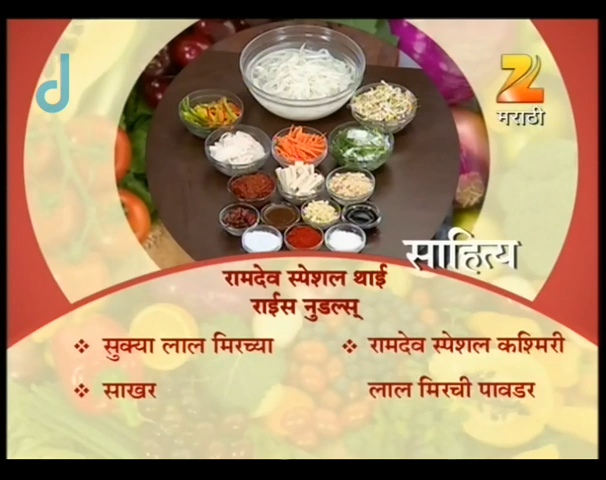 d
Z
मराठी
साहित्य
रामदेव स्पेशल थाई
राईस नुडल्स्
❖ सुक्या लाल मिरच्या
❖ साखर
❖ रामदेव स्पेशल कश्मिरी
लाल मिरची पावडर